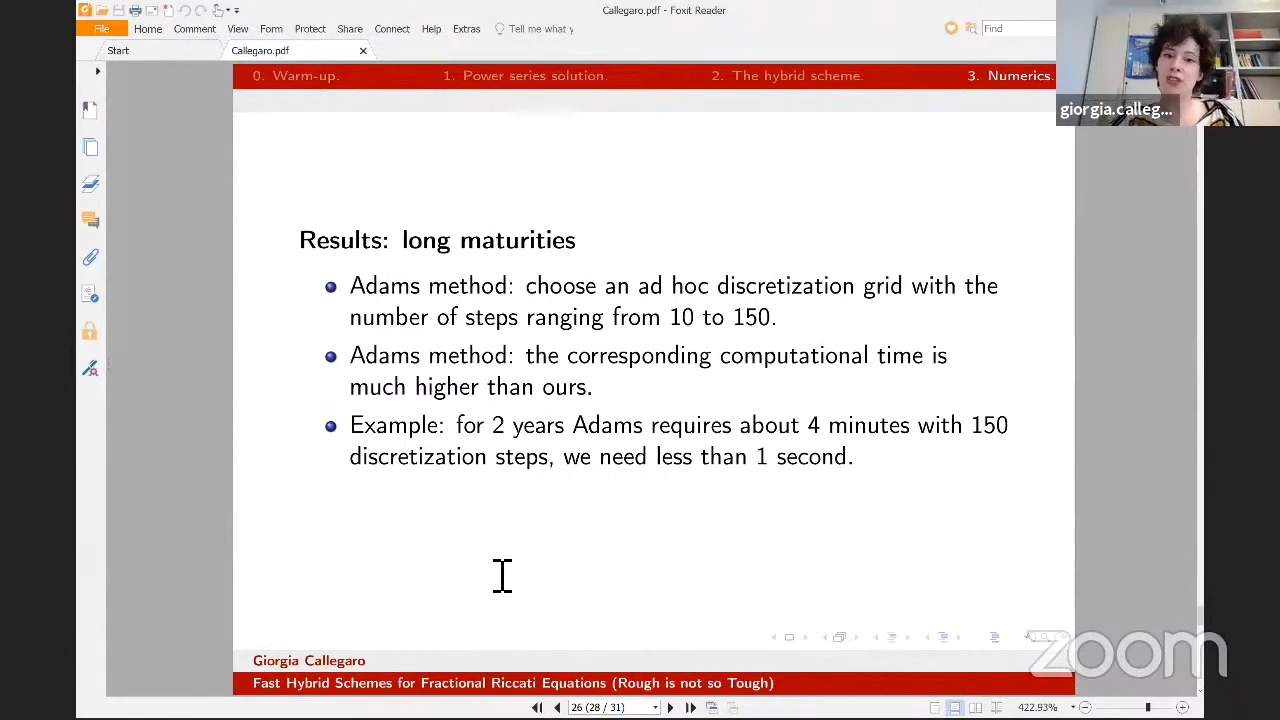 Callegaro.pdf - Foxit Reader
File Home Comment View Form Protect Share Connect Help Extras Tell me what y Find
Start Callegaro.pdf
0. Warm-up. 1. Power series solution. 2. The hybrid scheme. 3. Numerics.
giorgia.calleg...
Results: long maturities
Adams method: choose an ad hoc discretization grid with the
number of steps ranging from 10 to 150.
Adams method: the corresponding computational time is
much higher than ours.
Example: for 2 years Adams requires about 4 minutes with 150
discretization steps, we need less than 1 second.
zoom
Giorgia Callegaro
Fast Hybrid Schemes for Fractional Riccati Equations (Rough is not so Tough)
26 (28 / 31) 422.93%